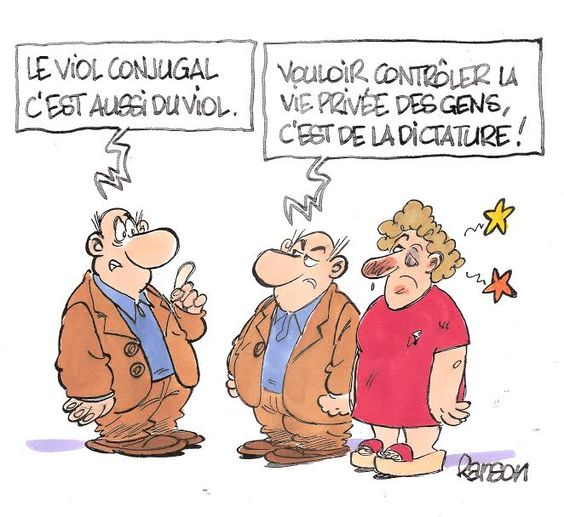 LE VIOL CONJUGAL
C'EST AUSSI DU VIOL.
VOULOIR CONTRÔLER LA
VIE PRIVÉE DES GENS,
C'EST DE LA DICTATURE !
Ranson